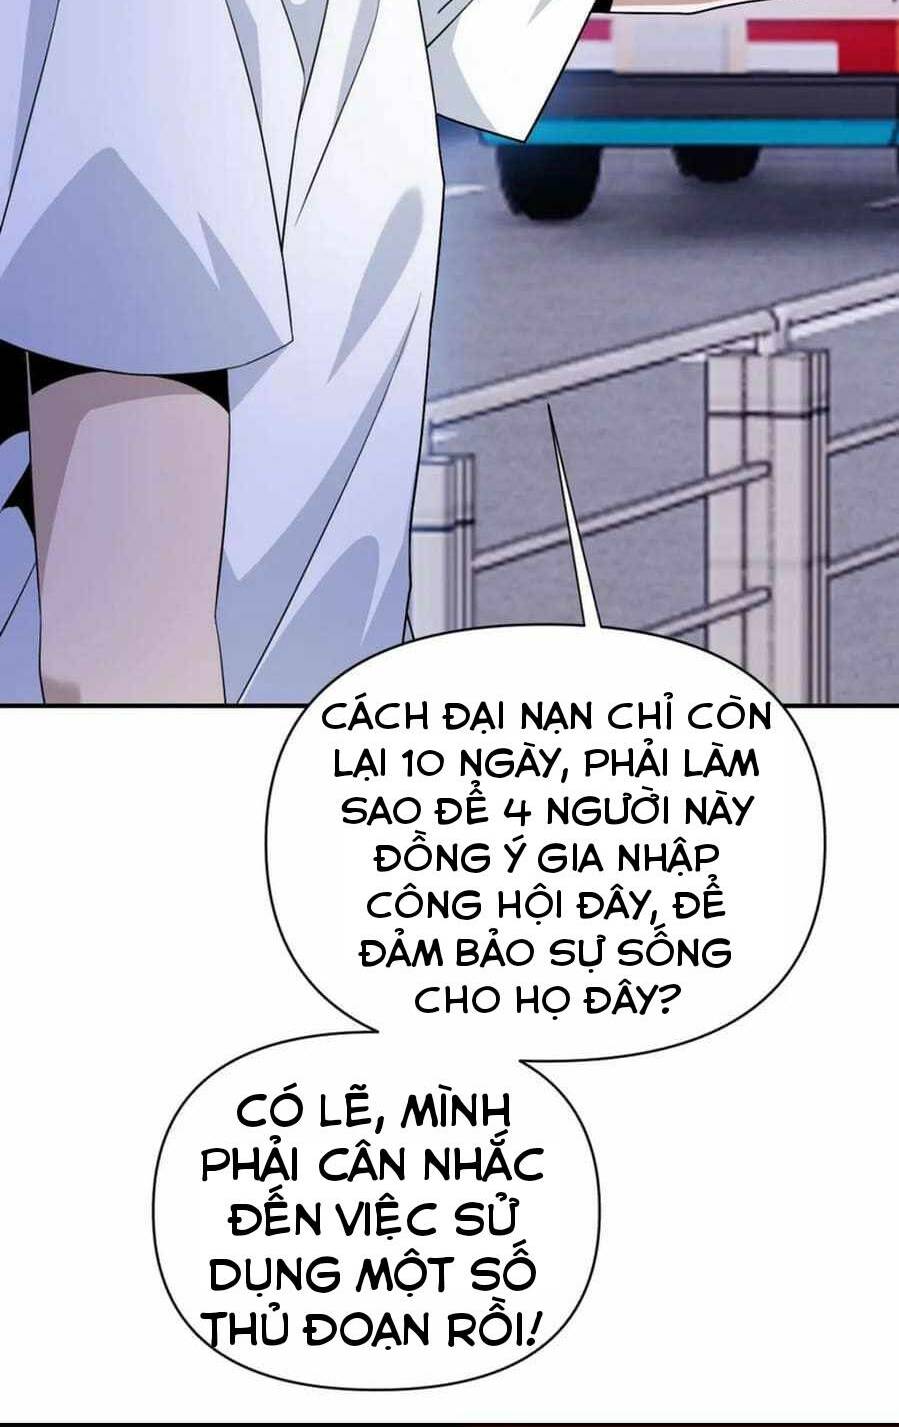 CÁCH ĐẠI NẠN CHỈ CÒN
LẠI 10 NGÀY, PHẢI LÀM
SAO ĐỂ 4 NGƯỜI NÀY
ĐỒNG Ý GIA NHẬP
CÔNG HỘI ĐÂY, ĐỂ
ĐẢM BẢO SỰ SỐNG
CHO HỌ ĐÂY?
CÓ LẼ, MÌNH
PHẢI CÂN NHẮC
ĐẾN VIỆC SỬ
DỤNG MỘT SỐ
THỦ ĐOẠN RỒI!